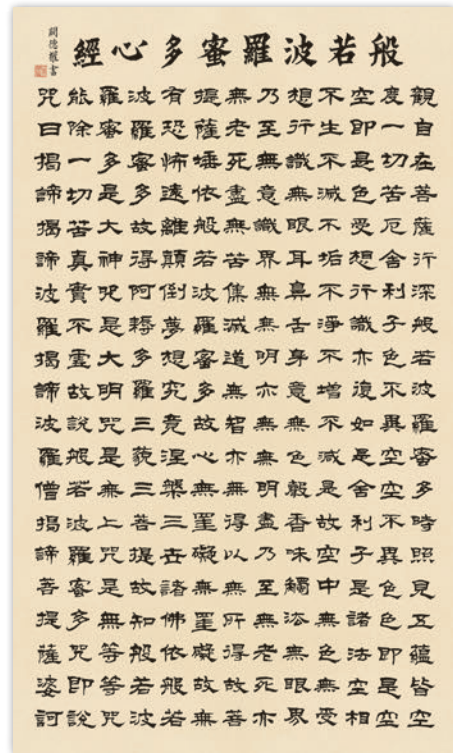 般若波羅蜜多心經
觀自在菩薩行深般若波羅蜜多時照見五蘊皆空
度一切苦厄舍利子色不異空空不異色色即是空
空即是色受想行識亦復如是舍利子是諸法空相
不生不滅不垢不淨不增不減是故空中無色無受
想行識無眼耳鼻舌身意無色聲香味觸法無眼界
乃至無意識界無無明亦無無明盡乃至無老死亦
無老死盡無苦集滅道無智亦無得以無所得故菩
提薩埵依般若波羅蜜多故心無罣礙無罣礙故無
有恐怖遠離顛倒夢想究竟涅槃三世諸佛依般若
波羅蜜多故得阿耨多羅三藐三菩提故知般若波
羅蜜多是大神咒是大明咒是無上咒是無等等咒
能除一切苦真實不虛故說般若波羅蜜多咒即說
咒曰揭諦揭諦波羅揭諦波羅僧揭諦菩提薩婆訶